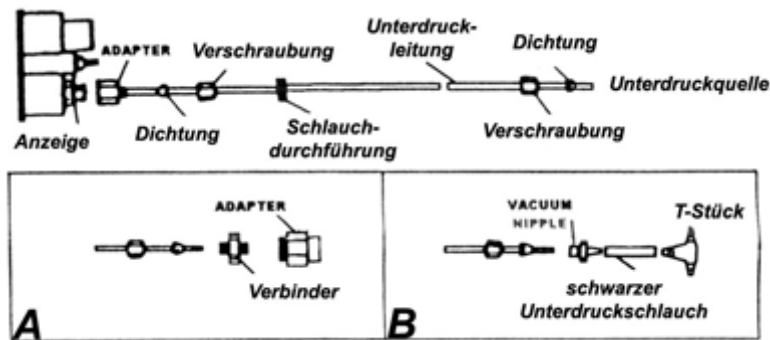 Unterdruck-
leitung
Dichtung
Verschraubung
ADAPTER
Unterdruckquelle
Anzeige
Dichtung
Schlauch-
durchführung
Verschraubung
ADAPTER
Verbinder
A
VACUUM
NIPPLE
T-Stück
schwarzer
Unterdruckschlauch
B